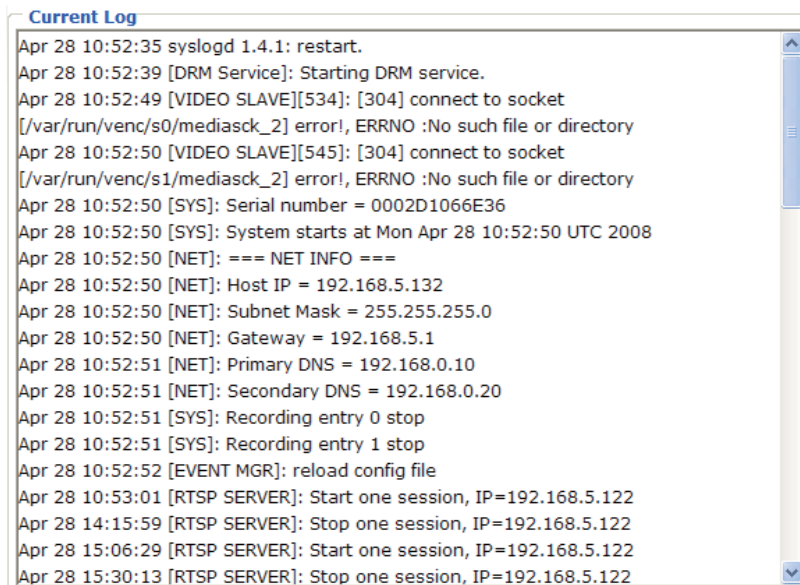 Current Log
Apr 28 10:52:35 syslogd 1.4.1: restart.
Apr 28 10:52:39 [DRM Service]: Starting DRM service.
Apr 28 10:52:49 [VIDEO SLAVE][534]: [304] connect to socket
[/var/run/venc/s0/mediasck_2] error!, ERRNO :No such file or directory
Apr 28 10:52:50 [VIDEO SLAVE][545]: [304] connect to socket
[/var/run/venc/s1/mediasck_2] error!, ERRNO :No such file or directory
Apr 28 10:52:50 [SYS]: Serial number = 0002D1066E36
Apr 28 10:52:50 [SYS]: System starts at Mon Apr 28 10:52:50 UTC 2008
Apr 28 10:52:50 [NET]: === NET INFO ===
Apr 28 10:52:50 [NET]: Host IP = 192.168.5.132
Apr 28 10:52:50 [NET]: Subnet Mask = 255.255.255.0
Apr 28 10:52:50 [NET]: Gateway = 192.168.5.1
Apr 28 10:52:51 [NET]: Primary DNS = 192.168.0.10
Apr 28 10:52:51 [NET]: Secondary DNS = 192.168.0.20
Apr 28 10:52:51 [SYS]: Recording entry 0 stop
Apr 28 10:52:51 [SYS]: Recording entry 1 stop
Apr 28 10:52:52 [EVENT MGR]: reload config file
Apr 28 10:53:01 [RTSP SERVER]: Start one session, IP=192.168.5.122
Apr 28 14:15:59 [RTSP SERVER]: Stop one session, IP=192.168.5.122
Apr 28 15:06:29 [RTSP SERVER]: Start one session, IP=192.168.5.122
Apr 28 15:30:13 [RTSP SERVER]: Stop one session, IP=192.168.5.122